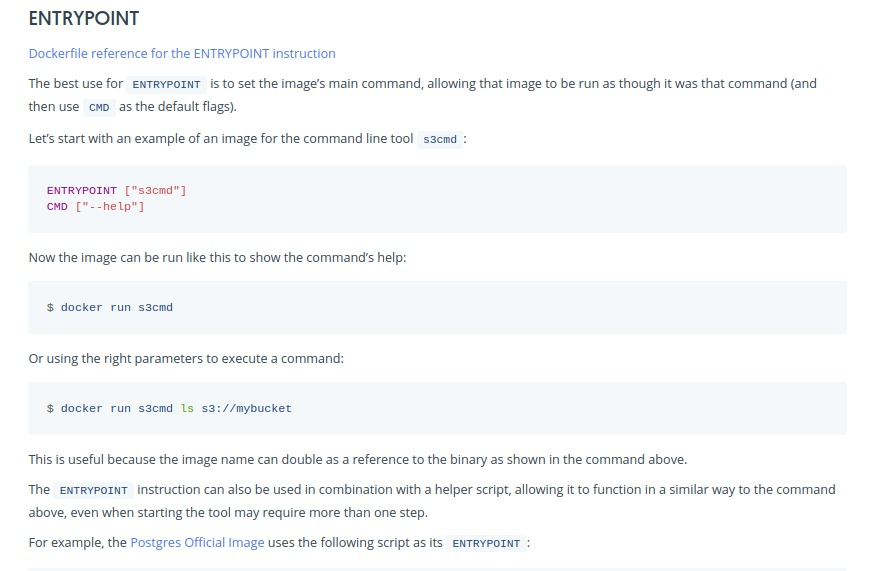 ENTRYPOINT
Dockerfile reference for the ENTRYPOINT instruction
The best use for ENTRYPOINT is to set the image’s main command, allowing that image to be run as though it was that command (and
then use CMD as the default flags).
Let’s start with an example of an image for the command line tool s3cmd :
ENTRYPOINT ["s3cmd"]
CMD ["--help"]
Now the image can be run like this to show the command’s help:
$ docker run s3cmd
Or using the right parameters to execute a command:
$ docker run s3cmd ls s3://mybucket
This is useful because the image name can double as a reference to the binary as shown in the command above.
The ENTRYPOINT instruction can also be used in combination with a helper script, allowing it to function in a similar way to the command
above, even when starting the tool may require more than one step.
For example, the Postgres Official Image uses the following script as its ENTRYPOINT :